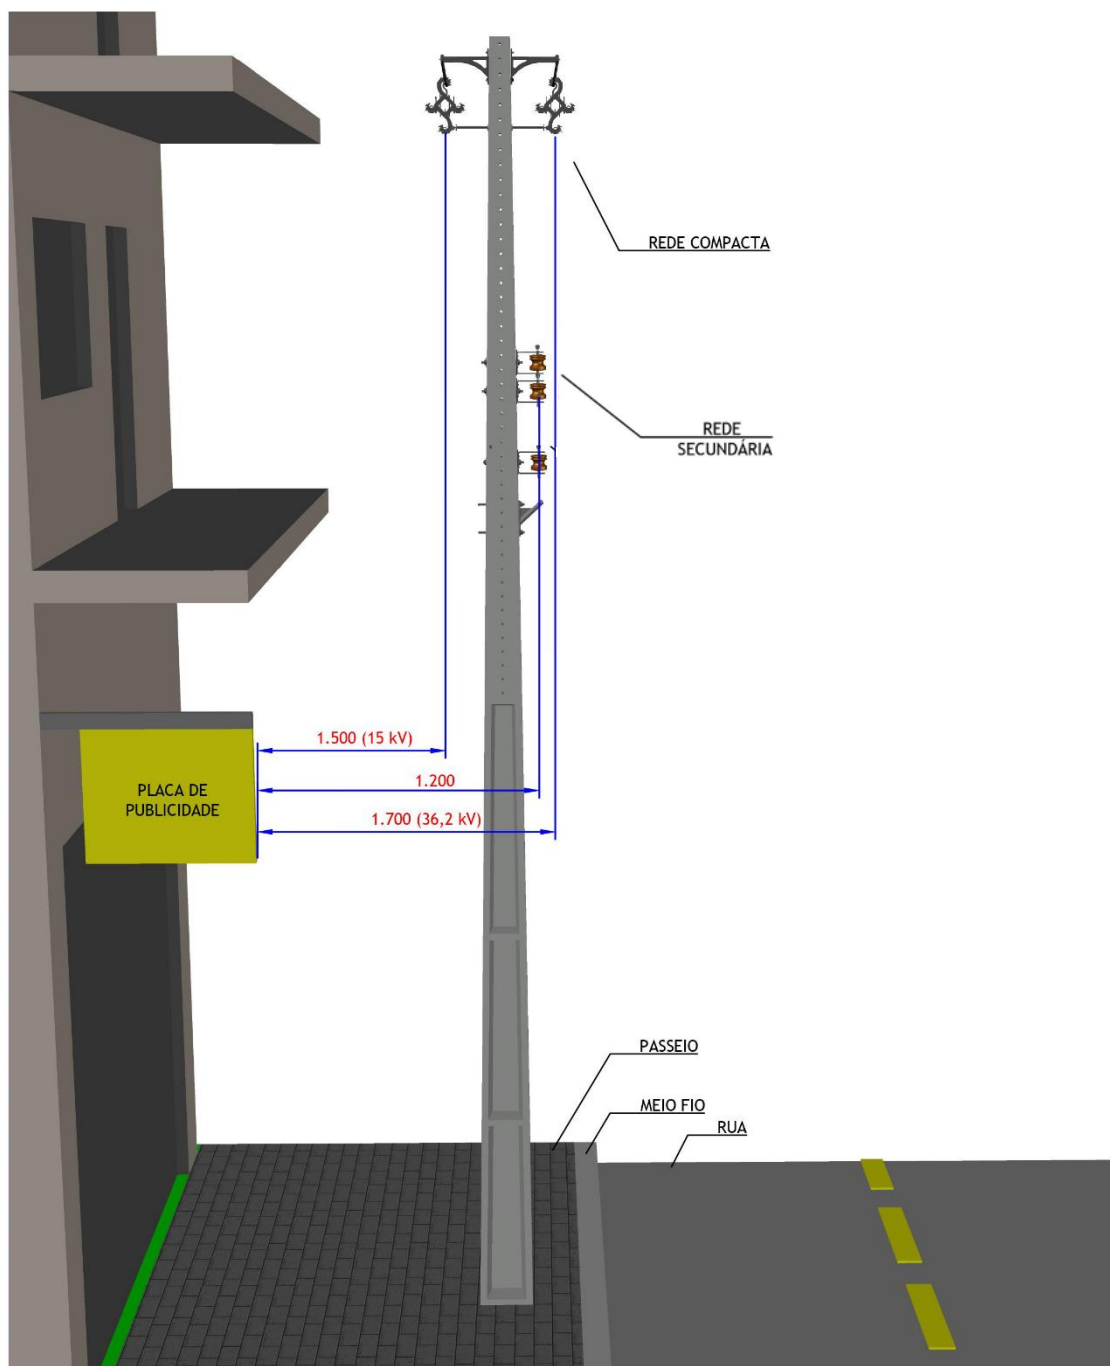 REDE COMPACTA
REDE
SECUNDÁRIA
1.500 (15 kV)
PLACA DE
PUBLICIDADE
1.200
1.700 (36,2 kV)
PASSEIO
MEIO FIO
RUA